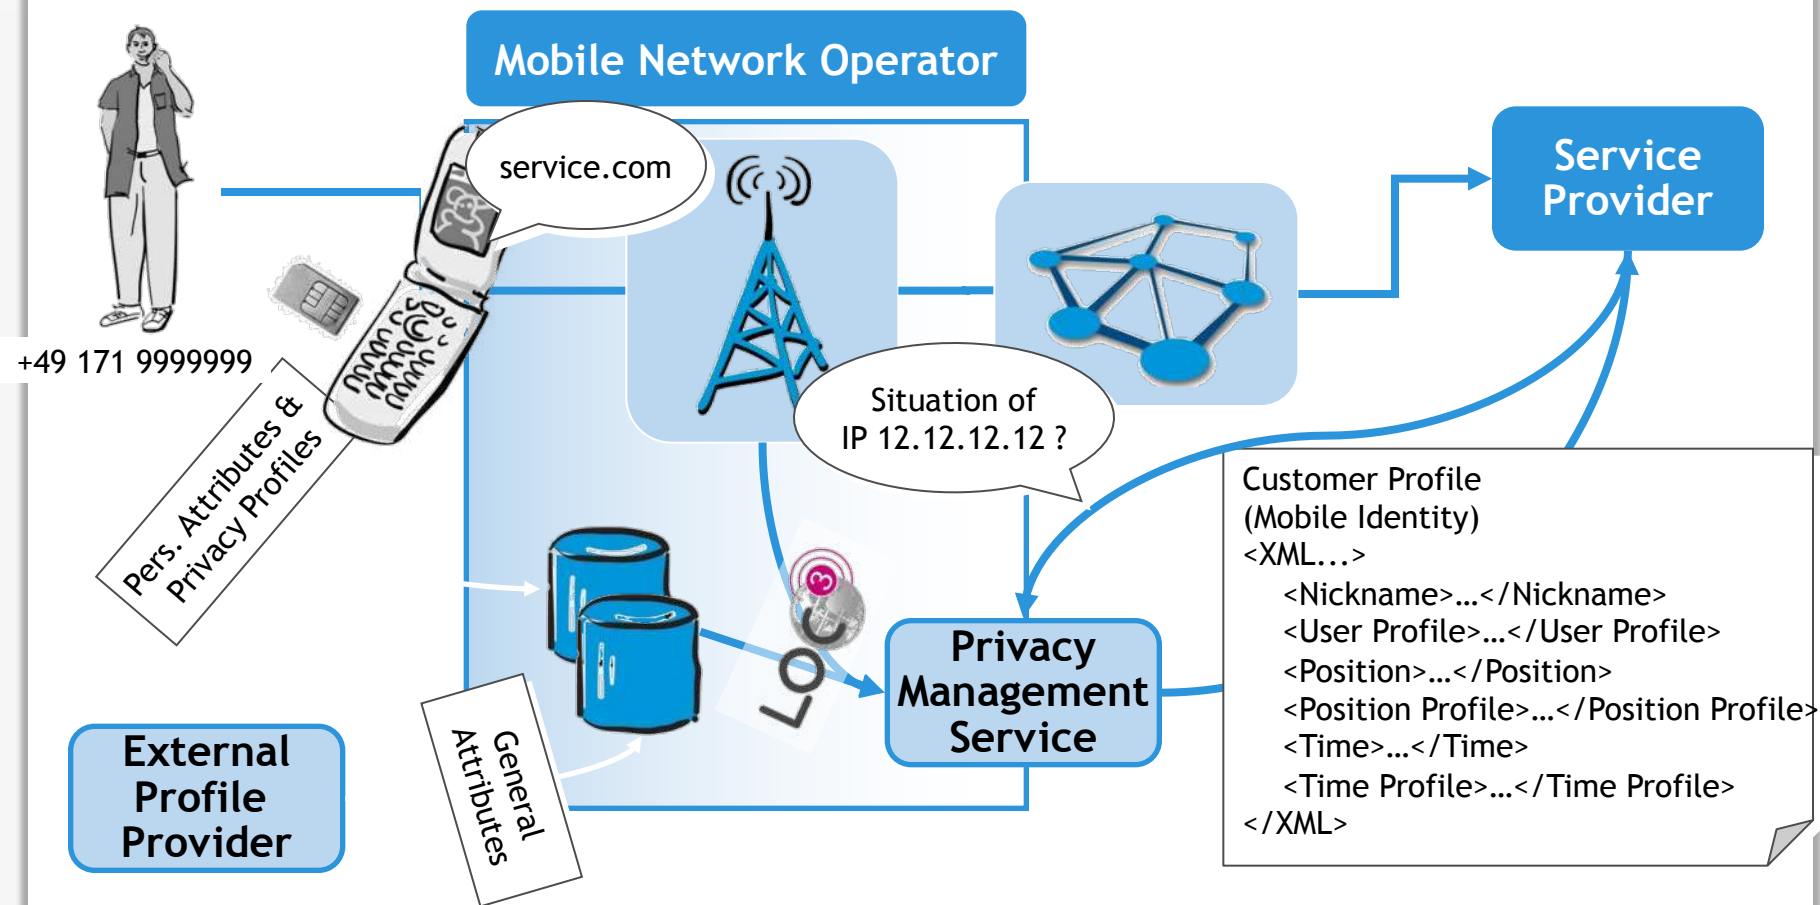 Mobile Network Operator
service.com
Service
Provider
+49 171 9999999
Pers. Attributes &
Privacy Profiles
Situation of
IP 12.12.12.12 ?
LOC
3
Customer Profile
(Mobile Identity)
<XML...>
<Nickname>…</Nickname>
<User Profile>…</User Profile>
<Position>…</Position>
<Position Profile>…</Position Profile>
<Time>…</Time>
<Time Profile>…</Time Profile>
</XML>
Privacy
Management
Service
General
Attributes
External
Profile
Provider